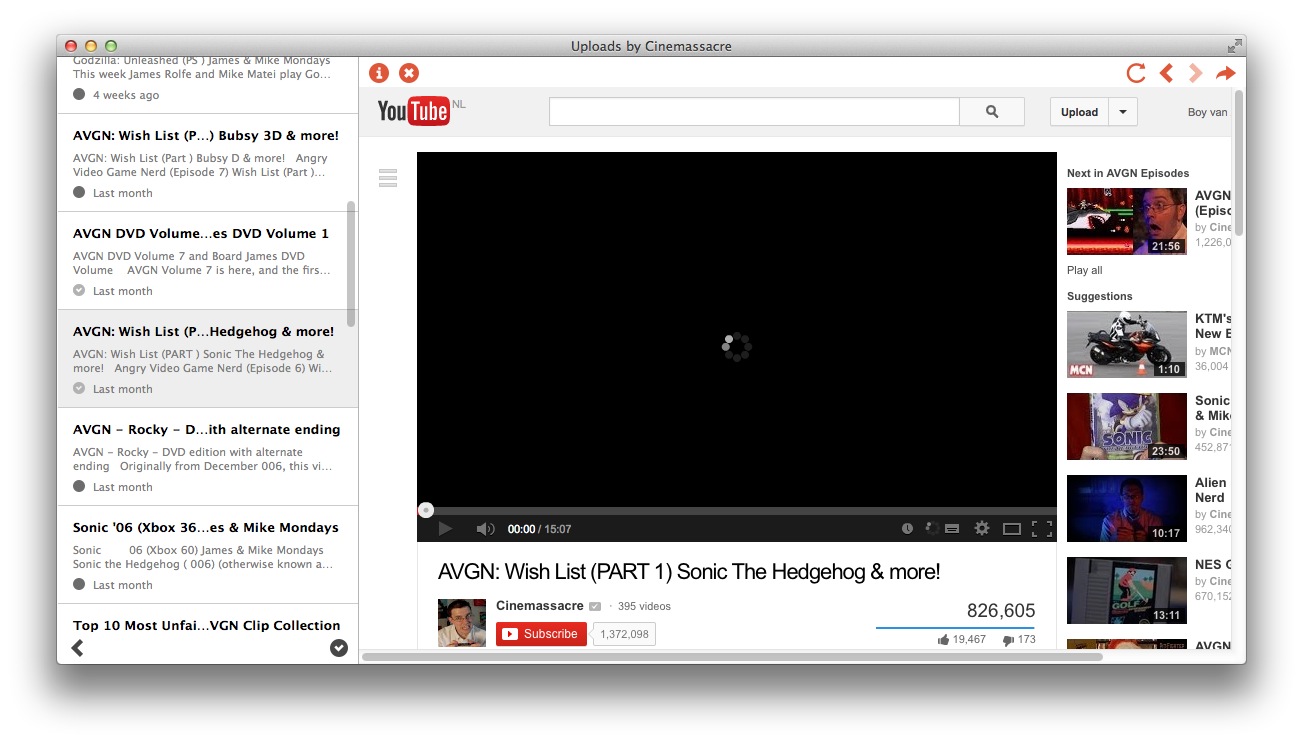 Uploads by Cinemassacre
Godzilla: Unleashed (PS ) James & Mike Mondays
This week James Rolfe and Mike Matei play Go...
4 weeks ago
AVGN: Wish List (P...) Bubsy 3D & more!
AVGN: Wish List (Part ) Bubsy D & more! Angry
Video Game Nerd (Episode 7) Wish List (Part )...
Last month
AVGN DVD Volume...es DVD Volume 1
AVGN DVD Volume 7 and Board James DVD
Volume AVGN Volume 7 is here, and the firs...
Last month
AVGN: Wish List (P...Hedgehog & more!
AVGN: Wish List (PART ) Sonic The Hedgehog &
more! Angry Video Game Nerd (Episode 6) Wi...
Last month
AVGN – Rocky – D...ith alternate ending
AVGN – Rocky – DVD edition with alternate
ending Originally from December 006, this vi...
Last month
Sonic '06 (Xbox 36...es & Mike Mondays
Sonic 06 (Xbox 60) James & Mike Mondays
Sonic the Hedgehog ( 006) (otherwise known a...
Last month
Top 10 Most Unfai...VGN Clip Collection
YouTube NL
Upload
Boy van
00:00 / 15:07
AVGN: Wish List (PART 1) Sonic The Hedgehog & more!
Cinemassacre · 395 videos
Subscribe 1,372,098
826,605
19,467 173
Next in AVGN Episodes
21:56
AVGN
(Episo
by Cine
1,226,0
Play all
Suggestions
MCN
1:10
KTM's
New B
by MCN
36,004
SONIC
23:50
Sonic
& Mike
by Cine
452,871
10:17
Alien
Nerd
by Cine
962,340
GOLF
13:11
NES G
by Cine
670,152
AVGN